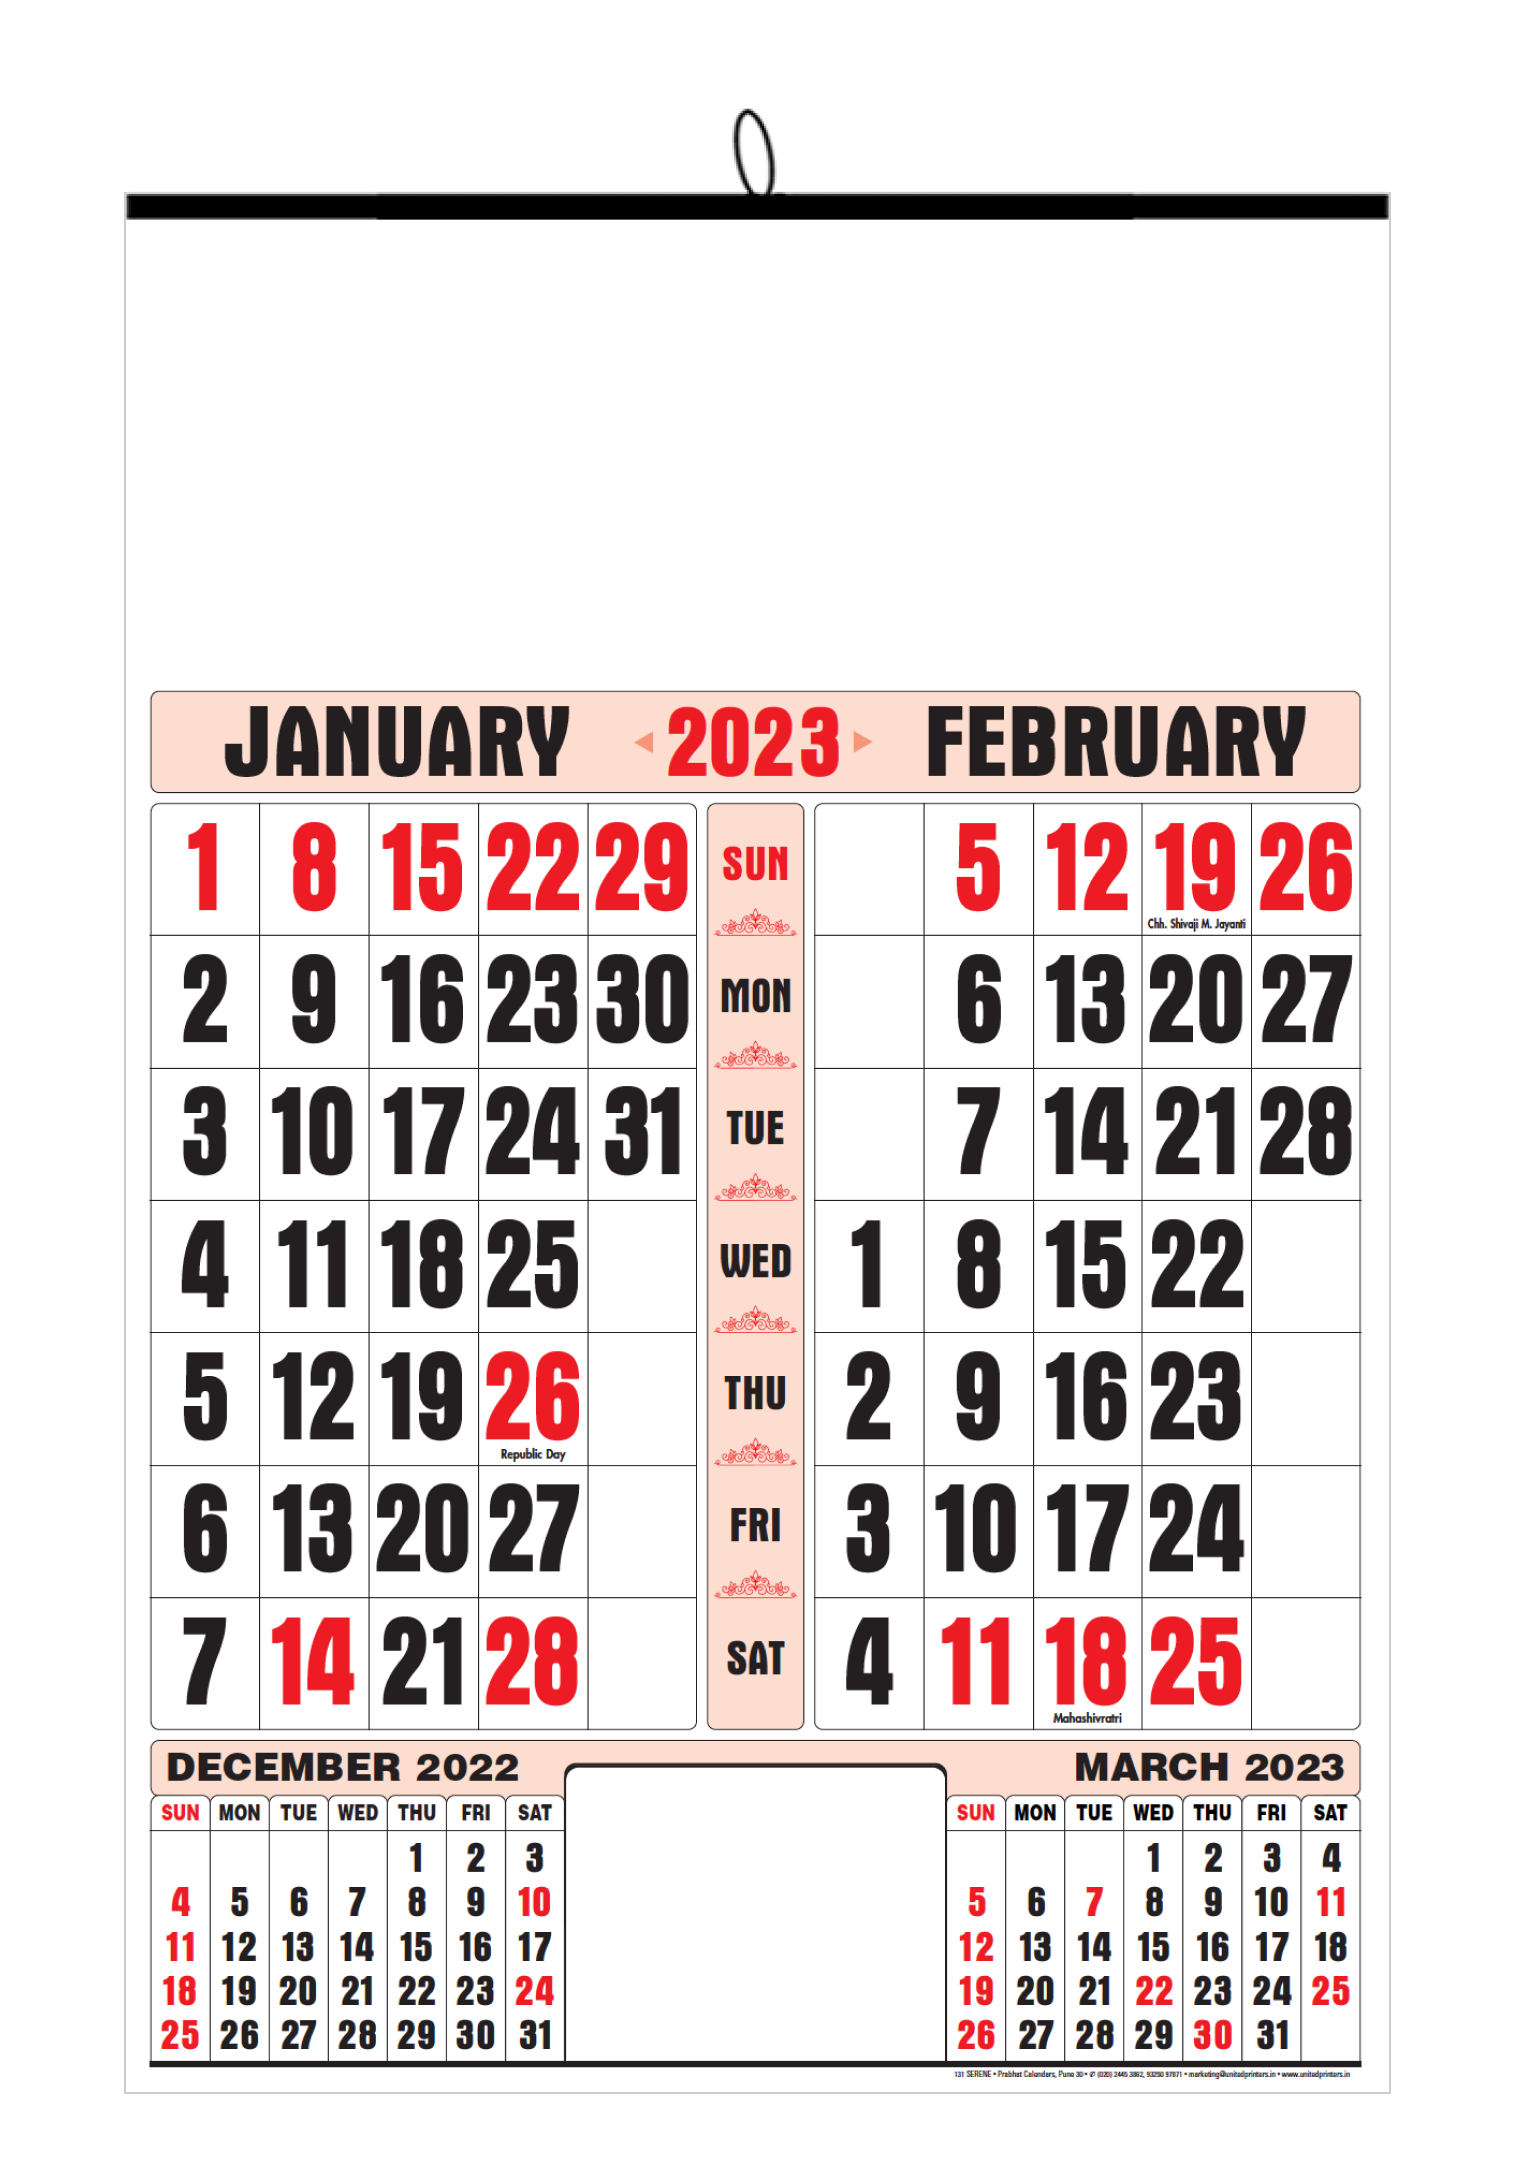 JANUARY 2023 FEBRUARY
1 8 15 22 29 SUN 5 12 19 26
Chh. Shivaji M. Jayanti
2 9 16 23 30 MON 6 13 20 27
3 10 17 24 31 TUE 7 14 21 28
4 11 18 25 WED 1 8 15 22
5 12 19 26 THU 2 9 16 23
Republic Day
6 13 20 27 FRI 3 10 17 24
7 14 21 28 SAT 4 11 18 25
Mahashivratri
DECEMBER 2022
SUN MON TUE WED THU FRI SAT
1 2 3
4 5 6 7 8 9 10
11 12 13 14 15 16 17
18 19 20 21 22 23 24
25 26 27 28 29 30 31
MARCH 2023
SUN MON TUE WED THU FRI SAT
1 2 3 4
5 6 7 8 9 10 11
12 13 14 15 16 17 18
19 20 21 22 23 24 25
26 27 28 29 30 31
131 SERENE • Prabhat Calendars, Pune 30 • ✆ (020) 2445 3862, 93250 97871 • marketing@unitedprinters.in • www.unitedprinters.in